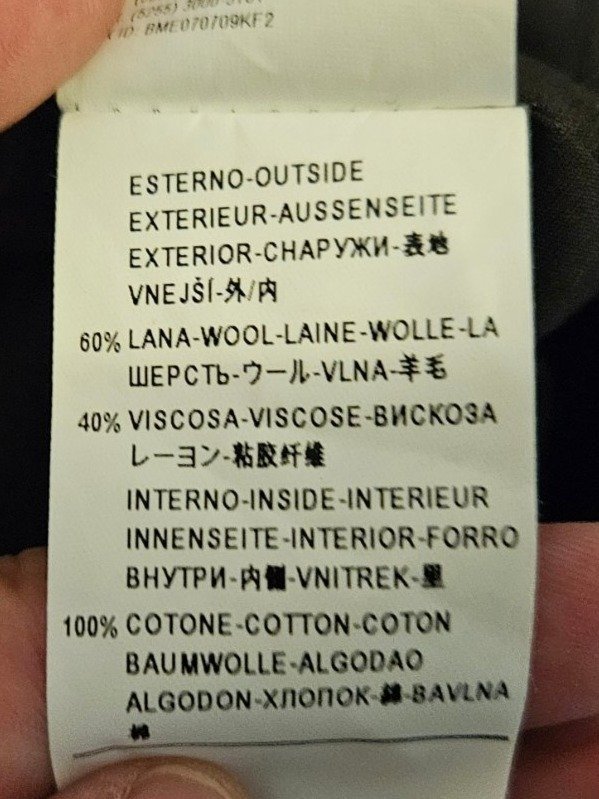 ID: BME070709KF2
ESTERNO-OUTSIDE
EXTERIEUR-AUSSENSEITE
EXTERIOR-СНАРУЖИ-表地
VNEJŠÍ-外/内
60% LANA-WOOL-LAINE-WOLLE-LA
ШЕРСТЬ-ウール-VLNA-羊毛
40% VISCOSA-VISCOSE-ВИСКОЗА
レーヨン-粘胶纤维
INTERNO-INSIDE-INTERIEUR
INNENSEITE-INTERIOR-FORRO
ВНУТРИ-内側-VNITREK-里
100% COTONE-COTTON-COTON
BAUMWOLLE-ALGODAO
ALGODON-ХЛОПОК-綿-BAVLNA
棉